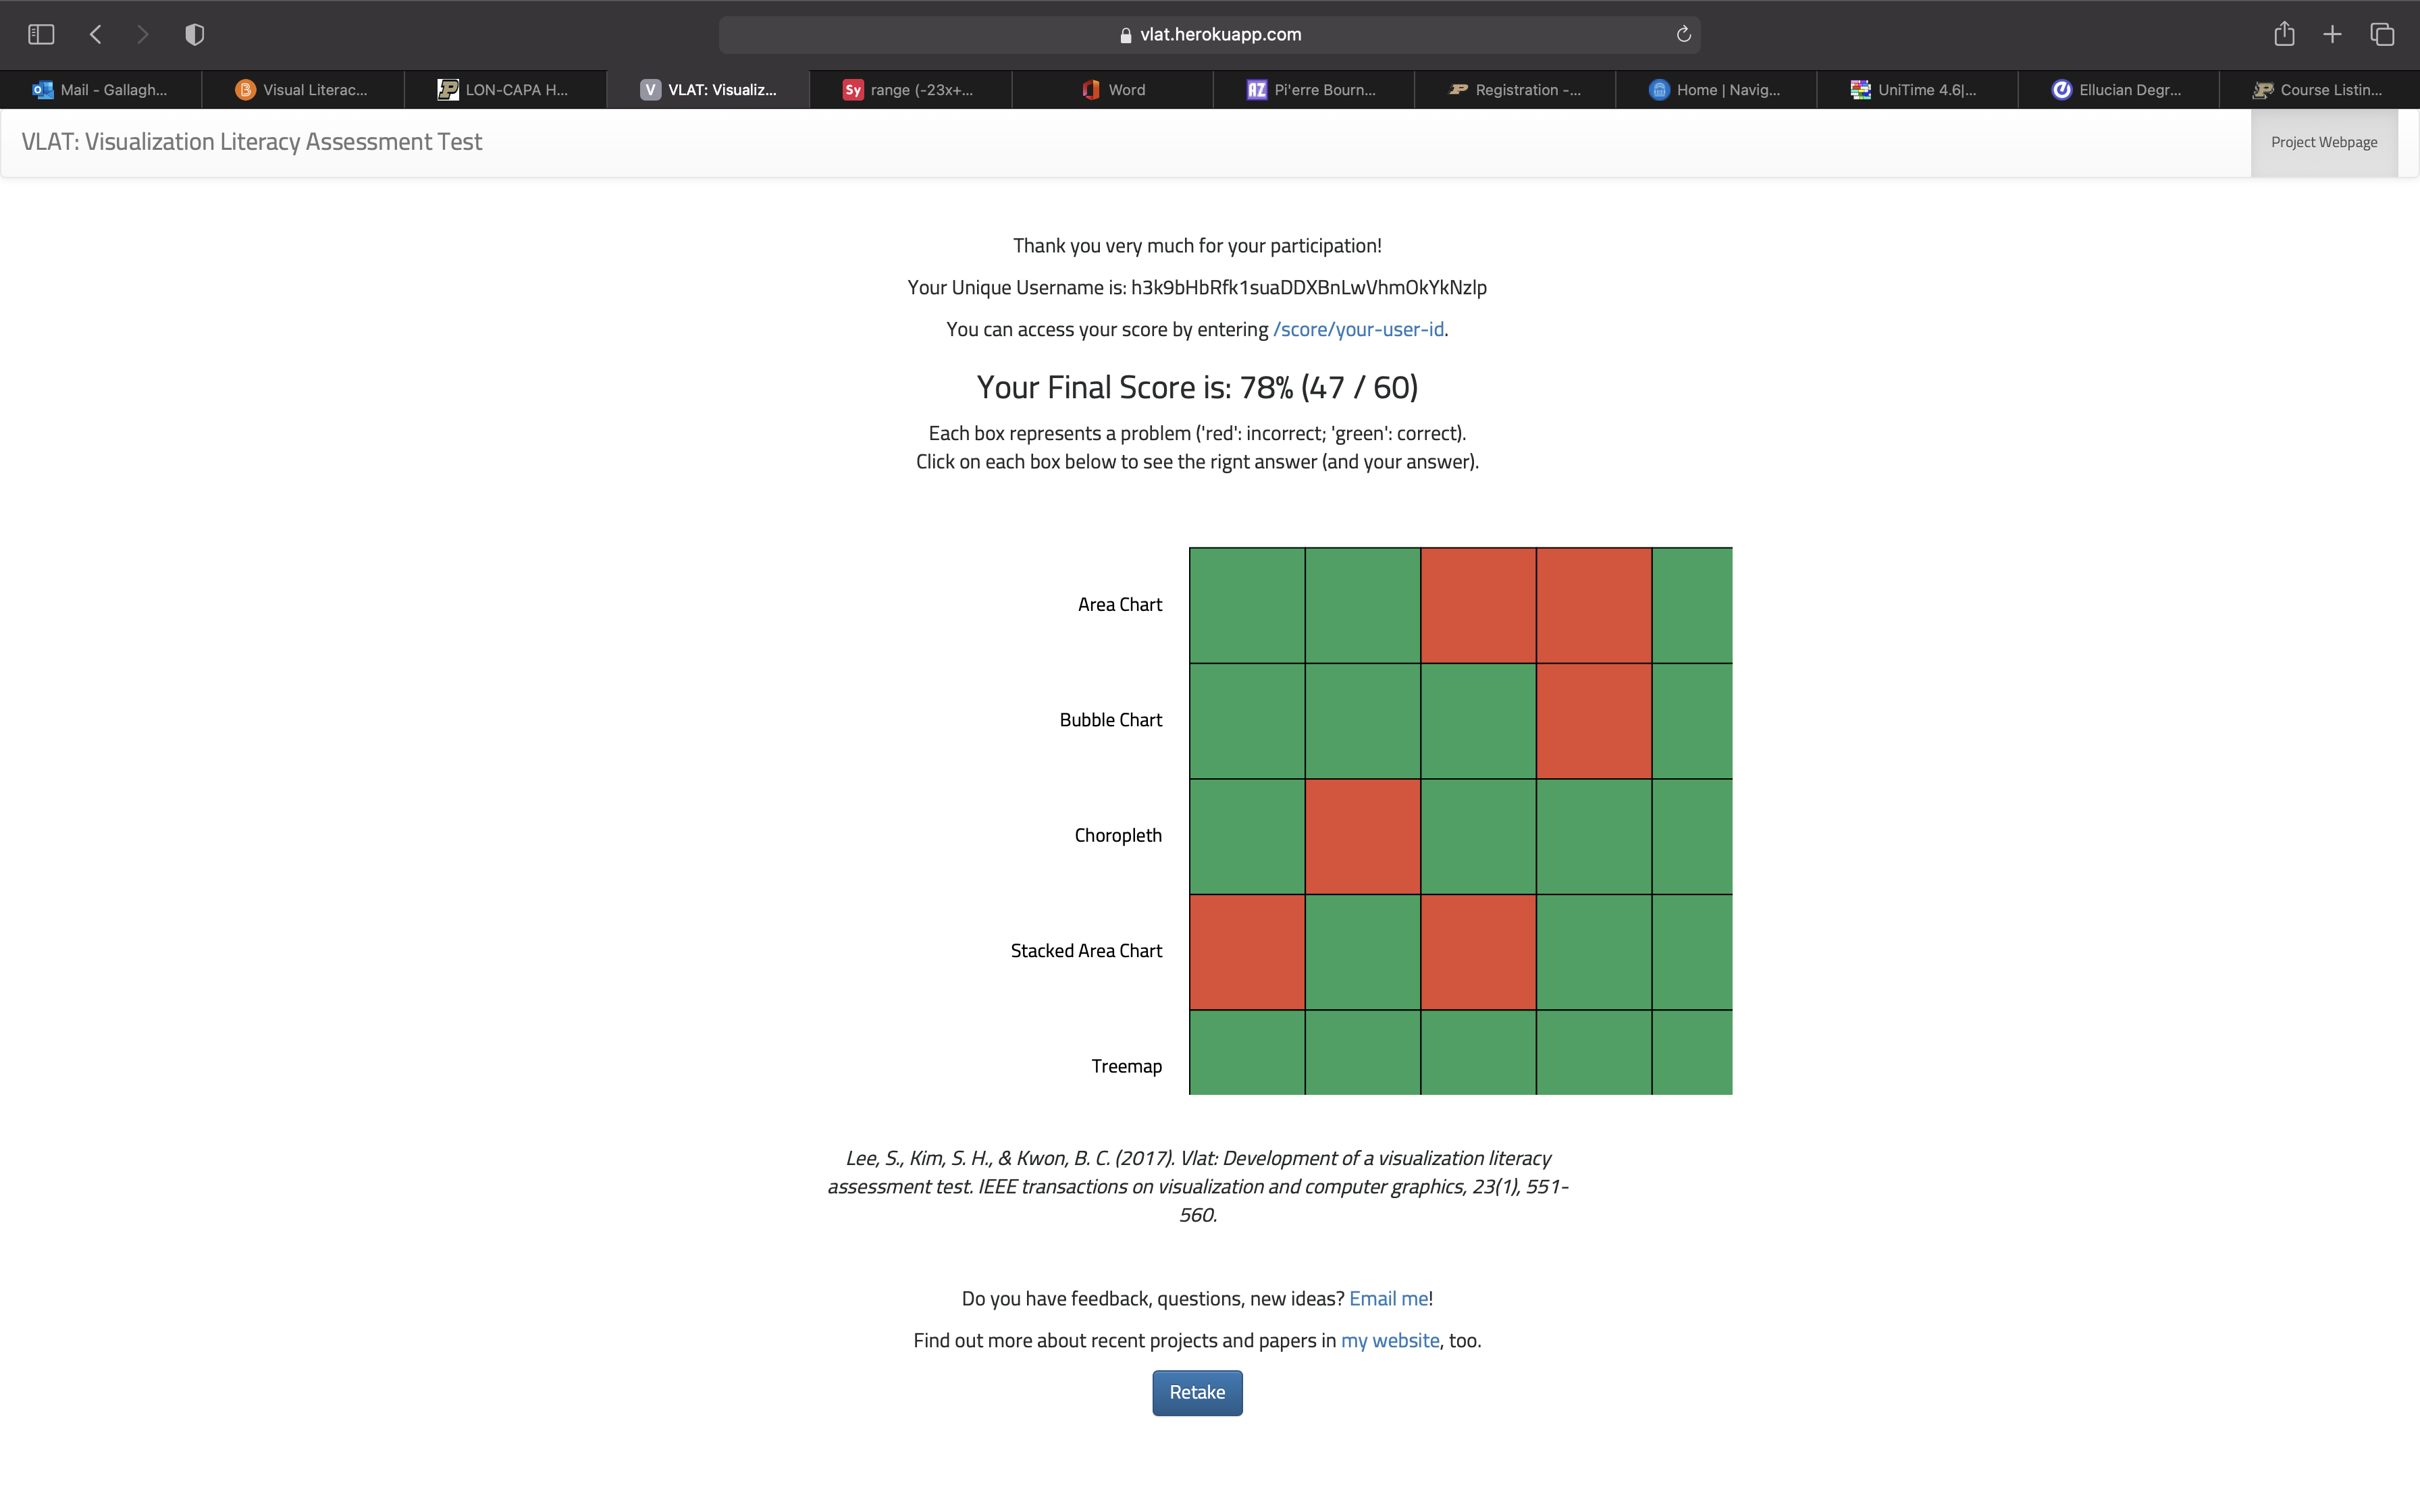 vlat.herokuapp.com
Mail - Gallagh...
Visual Literac...
LON-CAPA H...
V VLAT: Visualiz...
Sy range (-23x+...
Word
AZ Pi'erre Bourn...
Registration -...
Home | Navig...
UniTime 4.6|...
Ellucian Degr...
Course Listin...
VLAT: Visualization Literacy Assessment Test
Project Webpage
Thank you very much for your participation!
Your Unique Username is: h3k9bHbRfk1suaDDXBnLwVhmOkYkNzlp
You can access your score by entering /score/your-user-id.
Your Final Score is: 78% (47 / 60)
Each box represents a problem ('red': incorrect; 'green': correct).
Click on each box below to see the rignt answer (and your answer).
Area Chart
Bubble Chart
Choropleth
Stacked Area Chart
Treemap
Lee, S., Kim, S. H., & Kwon, B. C. (2017). Vlat: Development of a visualization literacy
assessment test. IEEE transactions on visualization and computer graphics, 23(1), 551-
560.
Do you have feedback, questions, new ideas? Email me!
Find out more about recent projects and papers in my website, too.
Retake